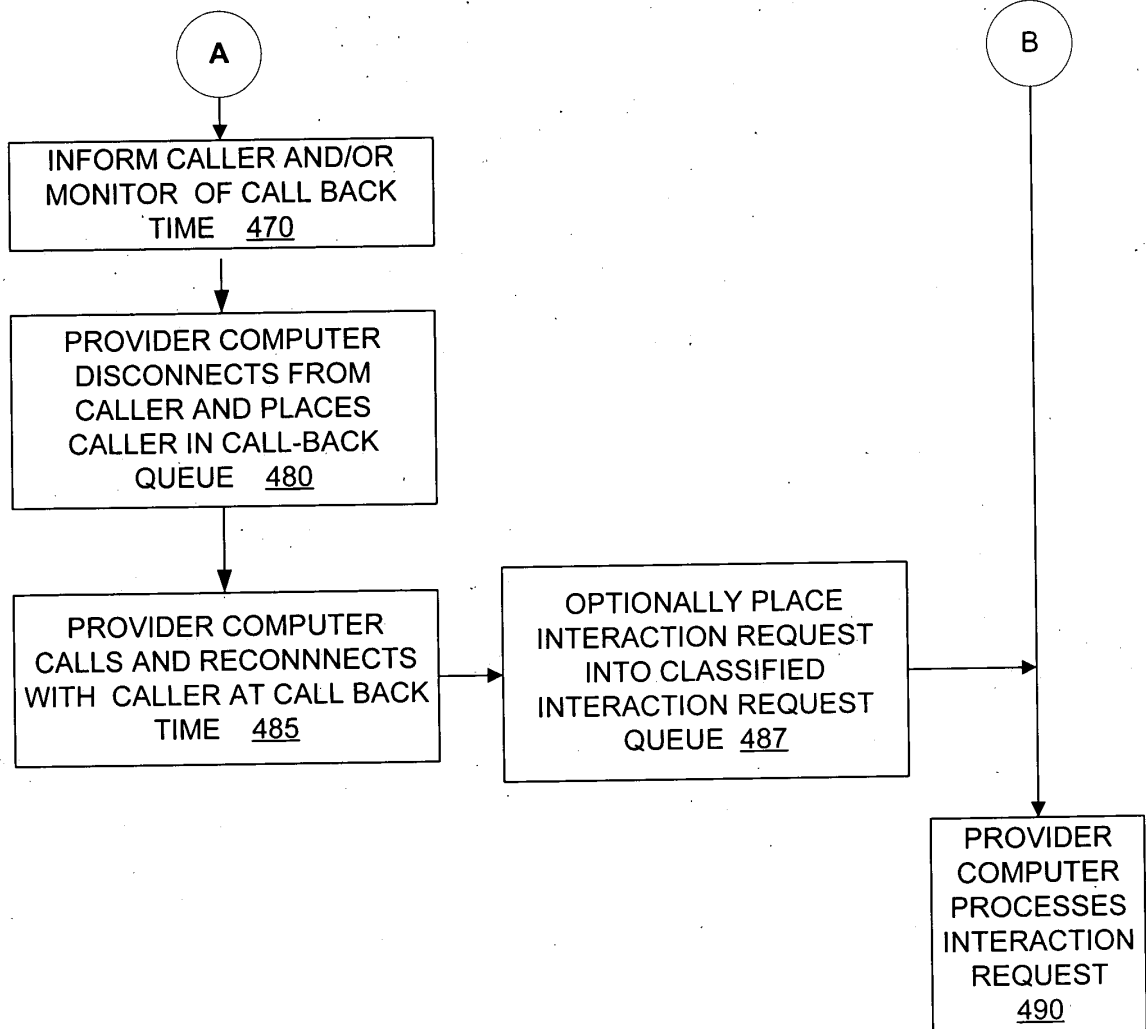 A
B
INFORM CALLER AND/OR
MONITOR OF CALL BACK
TIME 470
PROVIDER COMPUTER
DISCONNECTS FROM
CALLER AND PLACES
CALLER IN CALL-BACK
QUEUE 480
PROVIDER COMPUTER
CALLS AND RECONNNECTS
WITH CALLER AT CALL BACK
TIME 485
OPTIONALLY PLACE
INTERACTION REQUEST
INTO CLASSIFIED
INTERACTION REQUEST
QUEUE 487
PROVIDER
COMPUTER
PROCESSES
INTERACTION
REQUEST
490